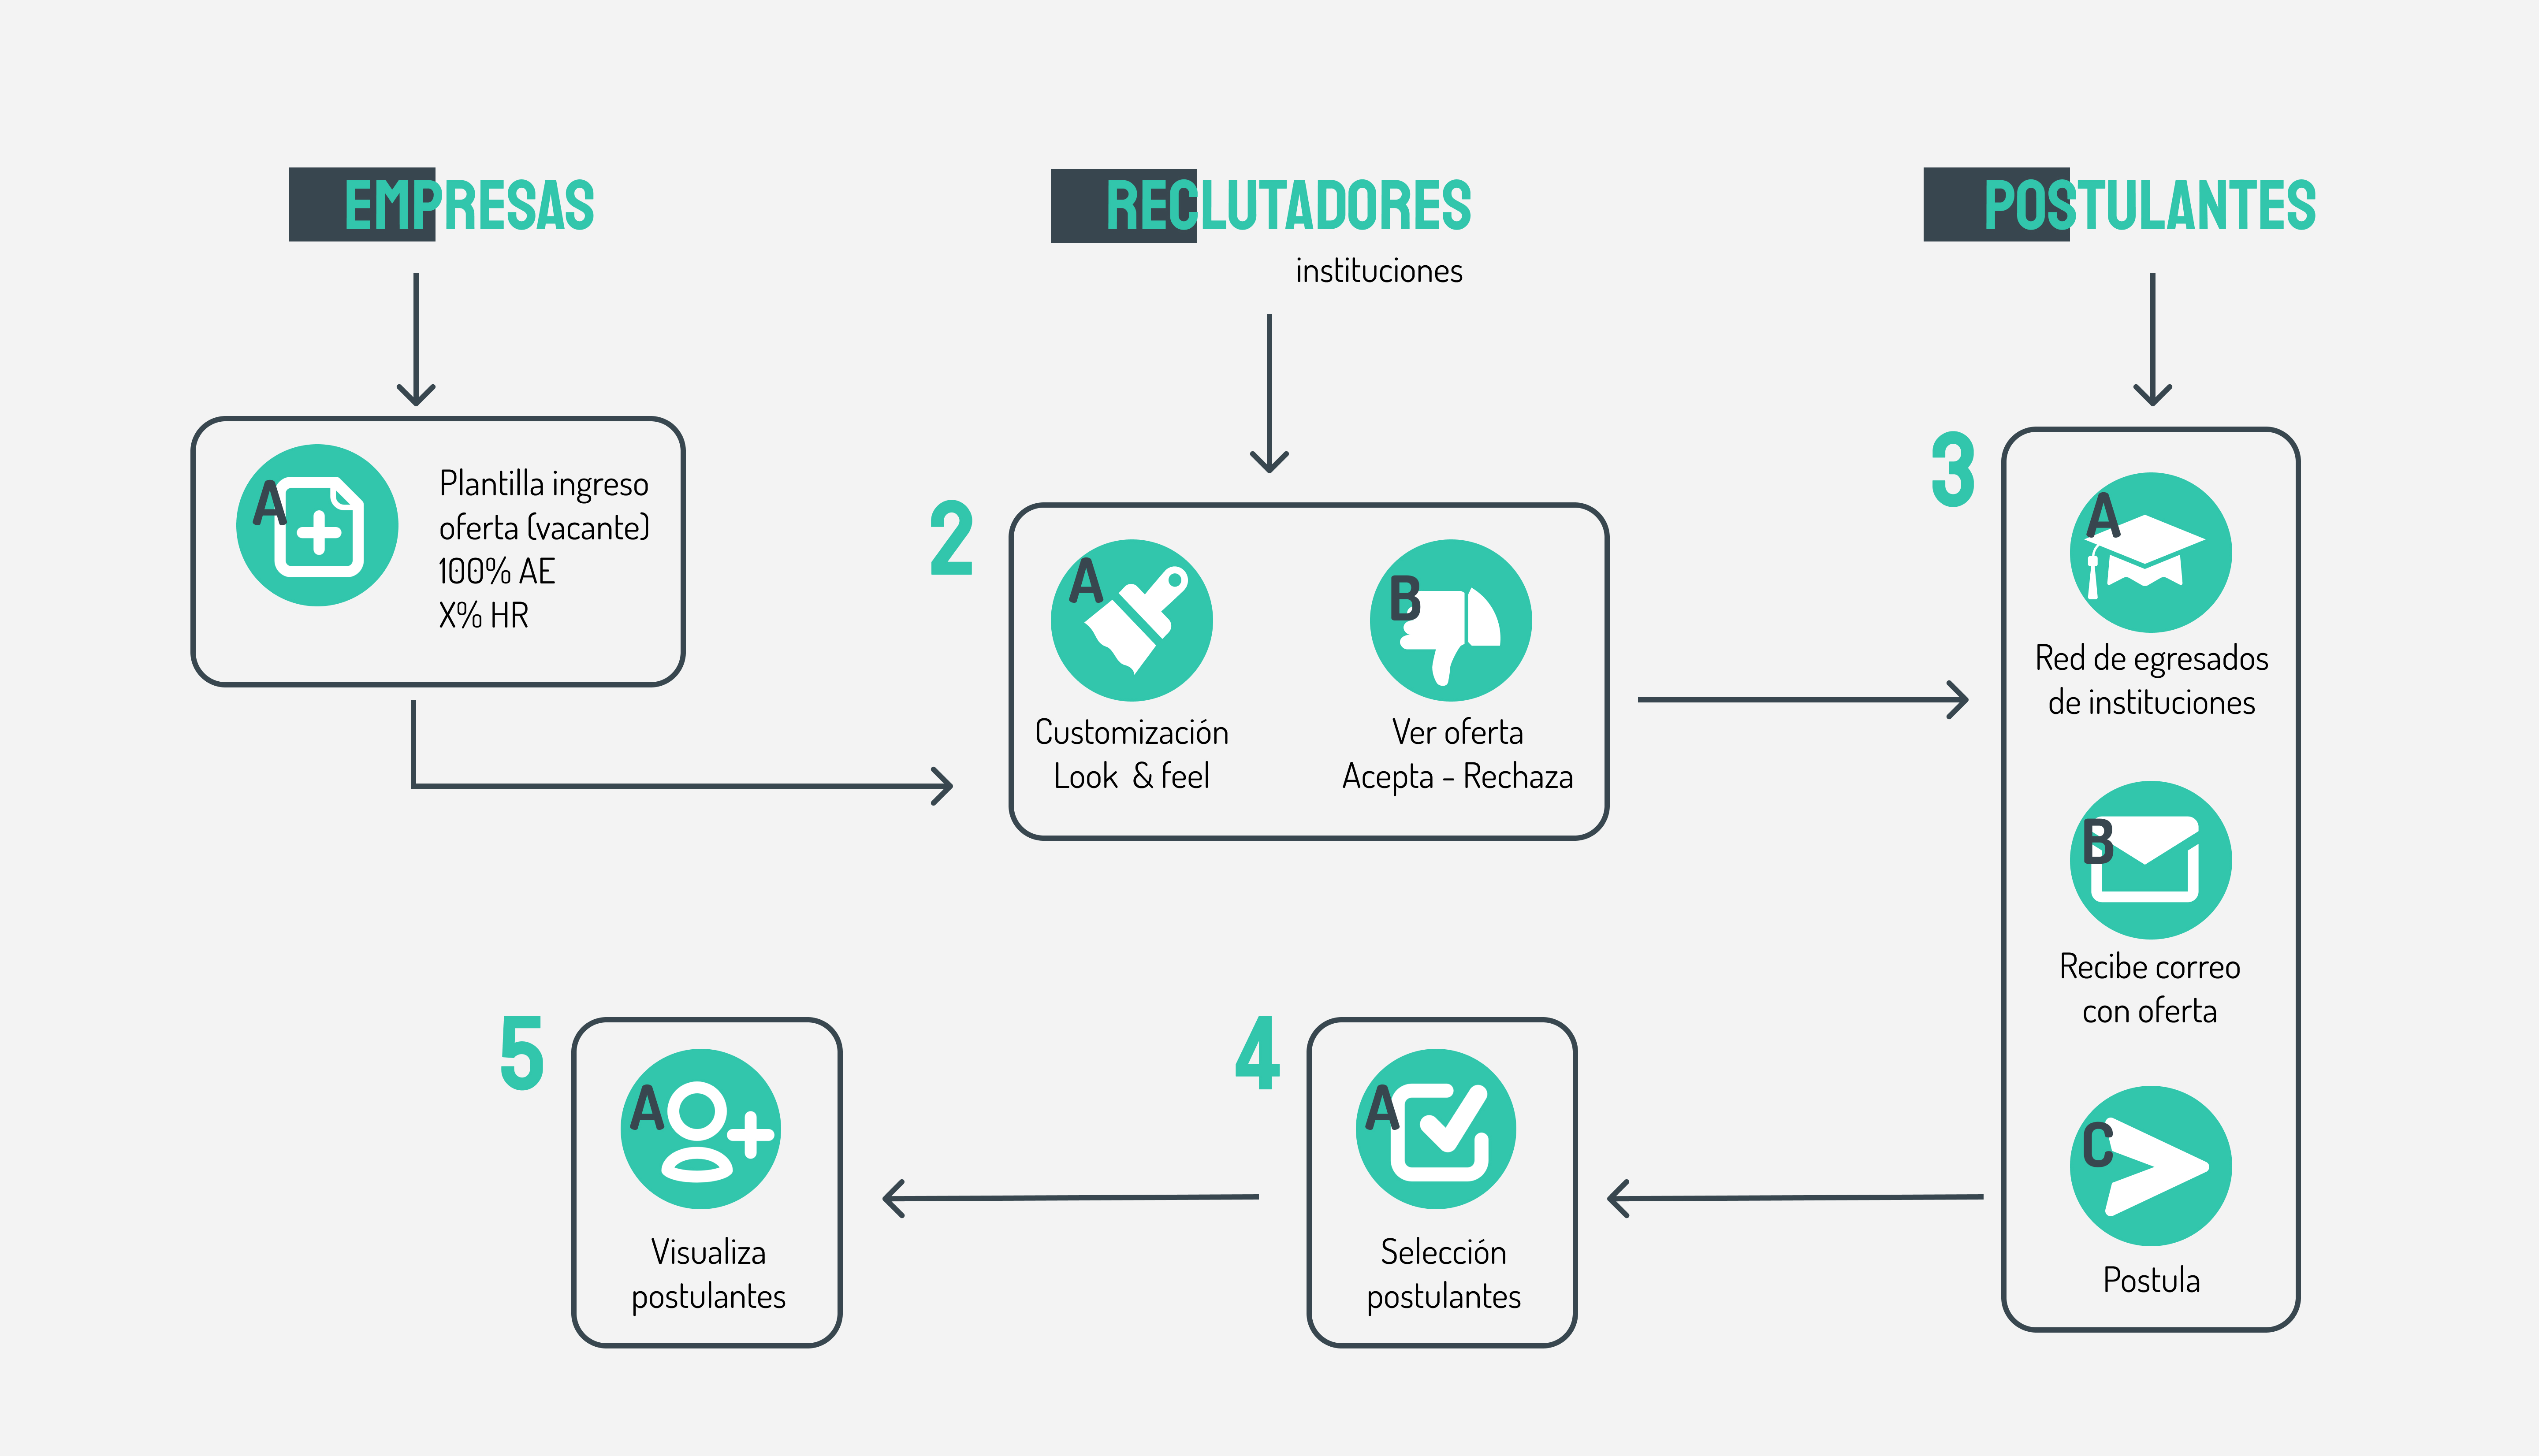 EMPRESAS
RECLUTADORES
instituciones
POSTULANTES
A
Plantilla ingreso
oferta (vacante)
100% AE
X% HR
2
A
Customización
Look & feel
B
Ver oferta
Acepta - Rechaza
3
A
Red de egresados
de instituciones
B
Recibe correo
con oferta
C
Postula
4
A
Selección
postulantes
5
A
Visualiza
postulantes